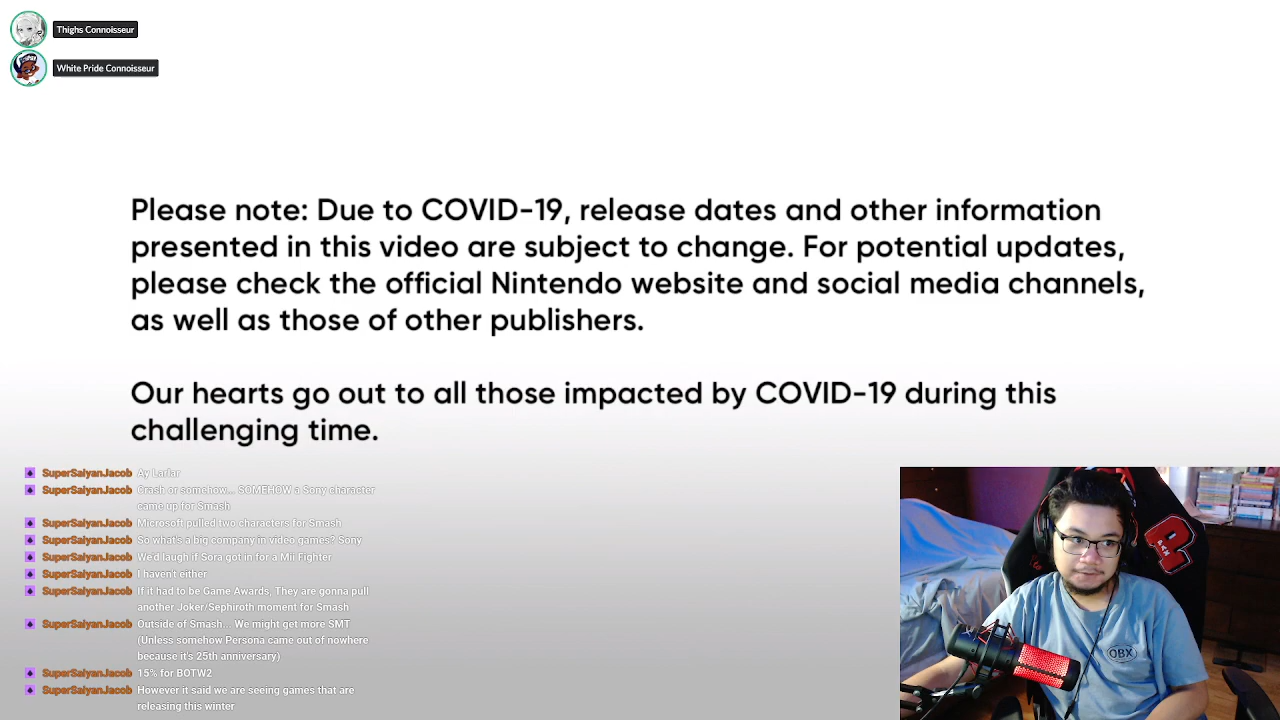 Thighs Connoisseur
White Pride Connoisseur
Please note: Due to COVID-19, release dates and other information
presented in this video are subject to change. For potential updates,
please check the official Nintendo website and social media channels,
as well as those of other publishers.
Our hearts go out to all those impacted by COVID-19 during this
challenging time.
SuperSaiyanJacob Ay Larlar
SuperSaiyanJacob Crash or somehow... SOMEHOW a Sony character
came up for Smash
SuperSaiyanJacob Microsoft pulled two characters for Smash
SuperSaiyanJacob So what's a big company in video games? Sony
SuperSaiyanJacob We'd laugh if Sora got in for a Mii Fighter
SuperSaiyanJacob I haven't either
SuperSaiyanJacob If it had to be Game Awards, They are gonna pull
another Joker/Sephiroth moment for Smash
SuperSaiyanJacob Outside of Smash... We might get more SMT
(Unless somehow Persona came out of nowhere
because it's 25th anniversary)
SuperSaiyanJacob 15% for BOTW2
SuperSaiyanJacob However it said we are seeing games that are
releasing this winter
OBX